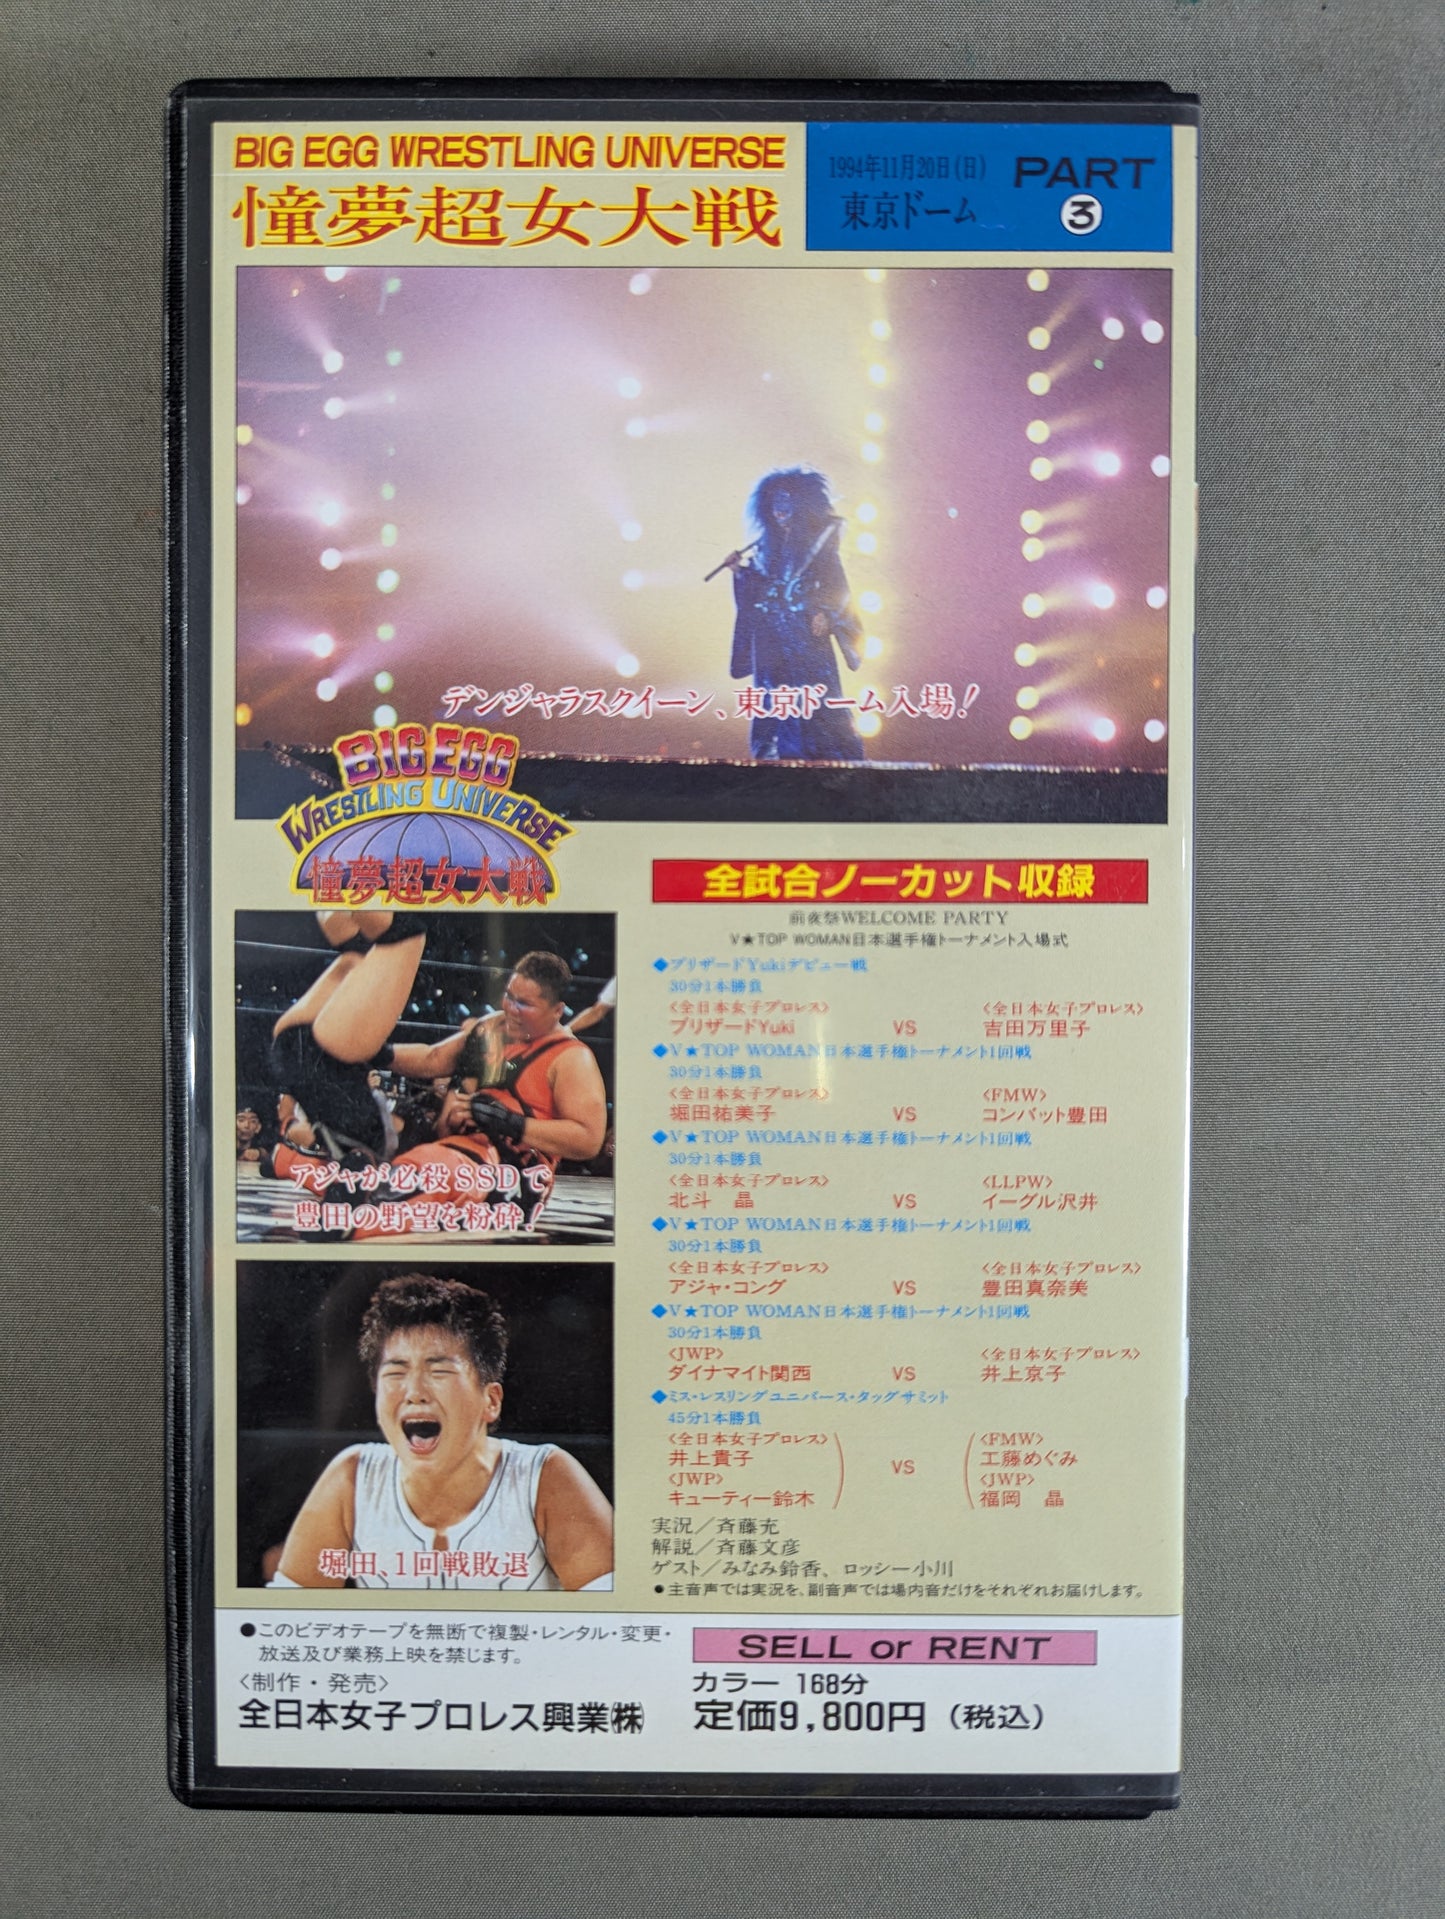 BIG EGG WRESTLING UNIVERSE
憧夢超女大戦
1994年11月20日(日)
東京ドーム
PART
3
デンジャラスクイーン、東京ドーム入場!
BIG EGG
WRESTLING UNIVERSE
憧夢超女大戦
全試合ノーカット収録
前夜祭WELCOME PARTY
V★TOP WOMAN日本選手権トーナメント入場式
◆ブリザードYukiデビュー戦
30分1本勝負
〈全日本女子プロレス〉 〈全日本女子プロレス〉
ブリザードYuki VS 吉田万里子
◆V★TOP WOMAN日本選手権トーナメント1回戦
30分1本勝負
〈全日本女子プロレス〉 〈FMW〉
堀田祐美子 VS コンバット豊田
◆V★TOP WOMAN日本選手権トーナメント1回戦
30分1本勝負
〈全日本女子プロレス〉 〈LLPW〉
北斗 晶 VS イーグル沢井
◆V★TOP WOMAN日本選手権トーナメント1回戦
30分1本勝負
〈全日本女子プロレス〉 〈全日本女子プロレス〉
アジャ・コング VS 豊田真奈美
◆V★TOP WOMAN日本選手権トーナメント1回戦
30分1本勝負
〈JWP〉 〈全日本女子プロレス〉
ダイナマイト関西 VS 井上京子
◆ミス・レスリングユニバース・タッグサミット
45分1本勝負
〈全日本女子プロレス〉 〈FMW〉
井上貴子 工藤めぐみ
VS
〈JWP〉 〈JWP〉
キューティー鈴木 福岡 晶
実況/斉藤充
解説/斉藤文彦
ゲスト/みなみ鈴香、ロッシー小川
●主音声では実況を、副音声では場内音だけをそれぞれお届けします。
アジャが必殺SSDで
豊田の野望を粉砕!
堀田、1回戦敗退
●このビデオテープを無断で複製・レンタル・変更・
放送及び業務上映を禁じます。
〈制作・発売〉
全日本女子プロレス興業㈱
SELL or RENT
カラー 168分
定価9,800円(税込)